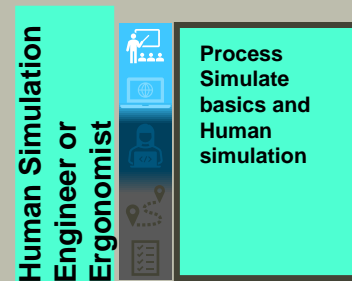 Human Simulation
Engineer or
Ergonomist
Process
Simulate
basics and
Human
simulation